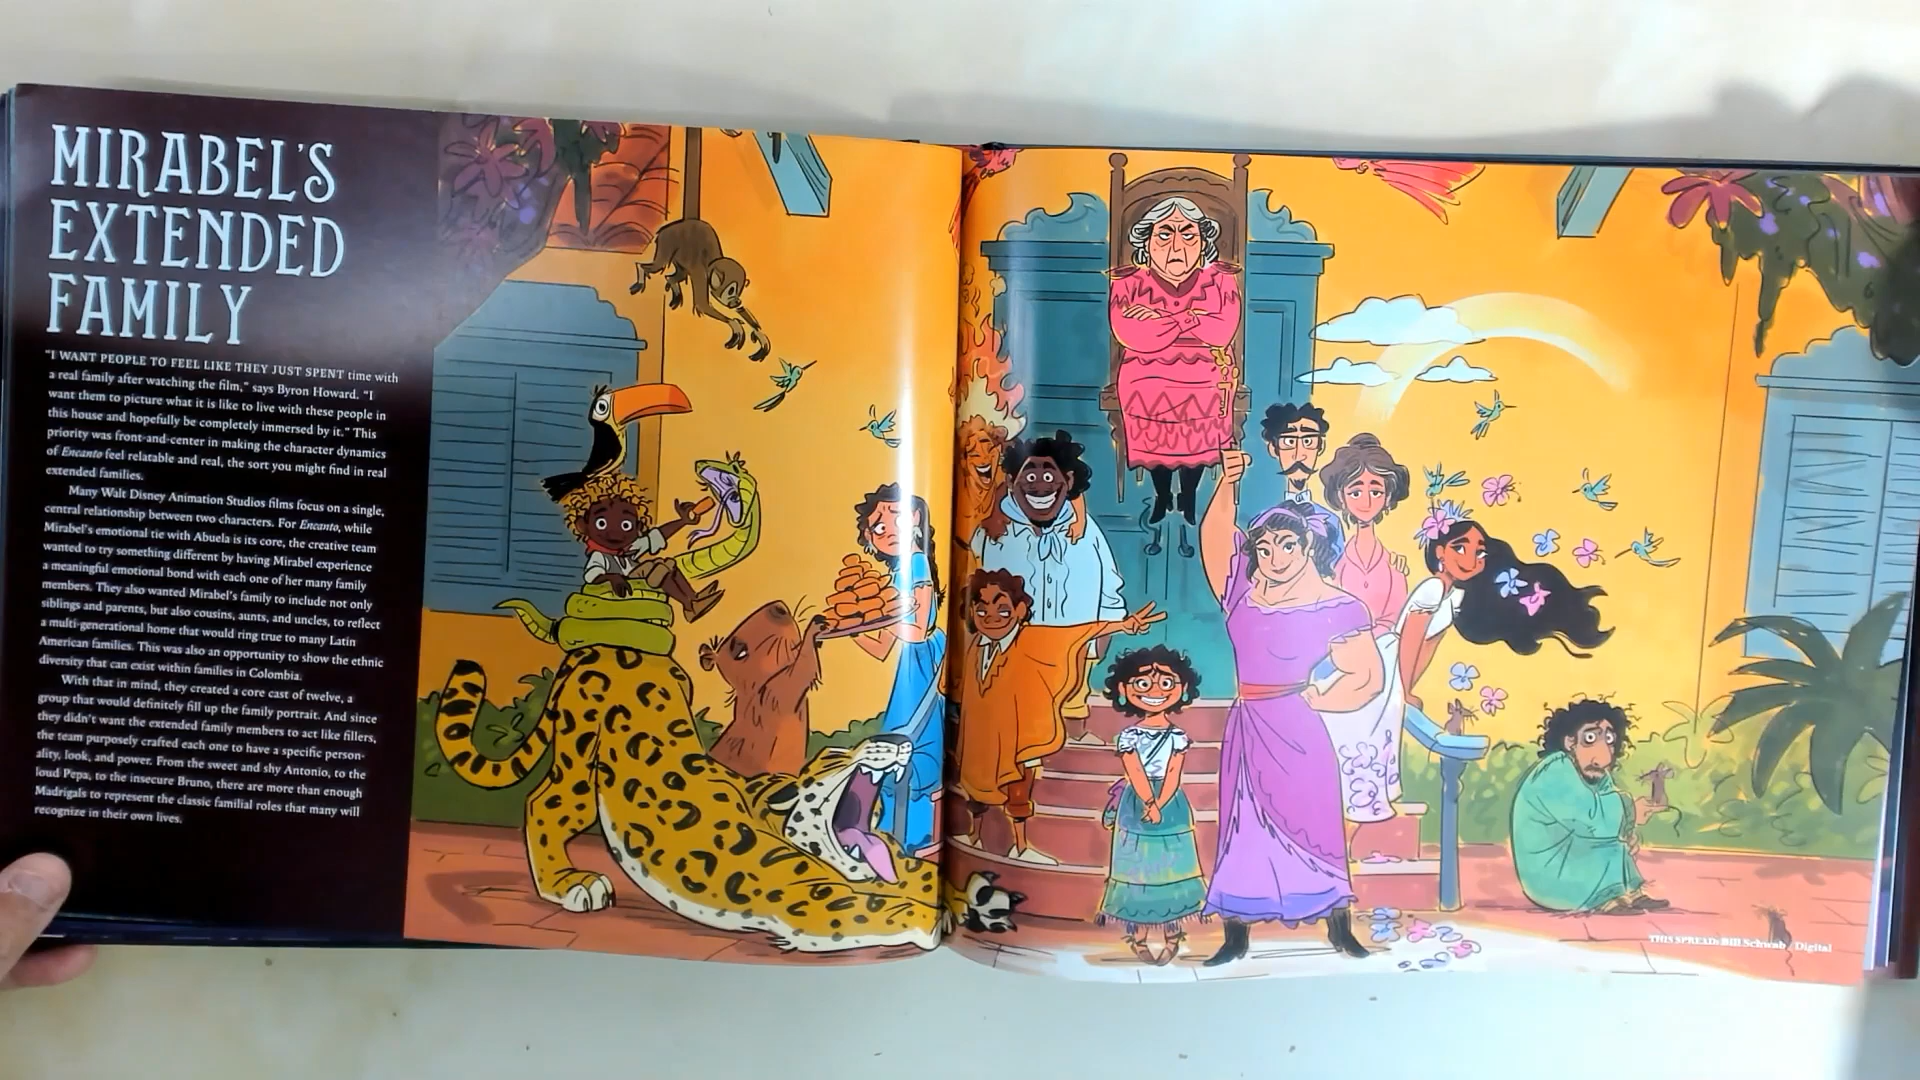 MIRABEL'S
EXTENDED
FAMILY
"I WANT PEOPLE TO FEEL LIKE THEY JUST SPENT time with
a real family after watching the film," says Byron Howard. "I
want them to picture what it is like to live with these people in
this house and hopefully be completely immersed by it." This
priority was front-and-center in making the character dynamics
of Encanto feel relatable and real, the sort you might find in real
extended families.
Many Walt Disney Animation Studios films focus on a single,
central relationship between two characters. For Encanto, while
Mirabel's emotional tie with Abuela is its core, the creative team
wanted to try something different by having Mirabel experience
a meaningful emotional bond with each one of her many family
members. They also wanted Mirabel's family to include not only
siblings and parents, but also cousins, aunts, and uncles, to reflect
a multi-generational home that would ring true to many Latin
American families. This was also an opportunity to show the ethnic
diversity that can exist within families in Colombia.
With that in mind, they created a core cast of twelve, a
group that would definitely fill up the family portrait. And since
they didn't want the extended family members to act like fillers,
the team purposely crafted each one to have a specific person-
ality, look, and power. From the sweet and shy Antonio, to the
loud Pepa, to the insecure Bruno, there are more than enough
Madrigals to represent the classic familial roles that many will
recognize in their own lives.
THIS SPREAD: Bill Schwab / Digital